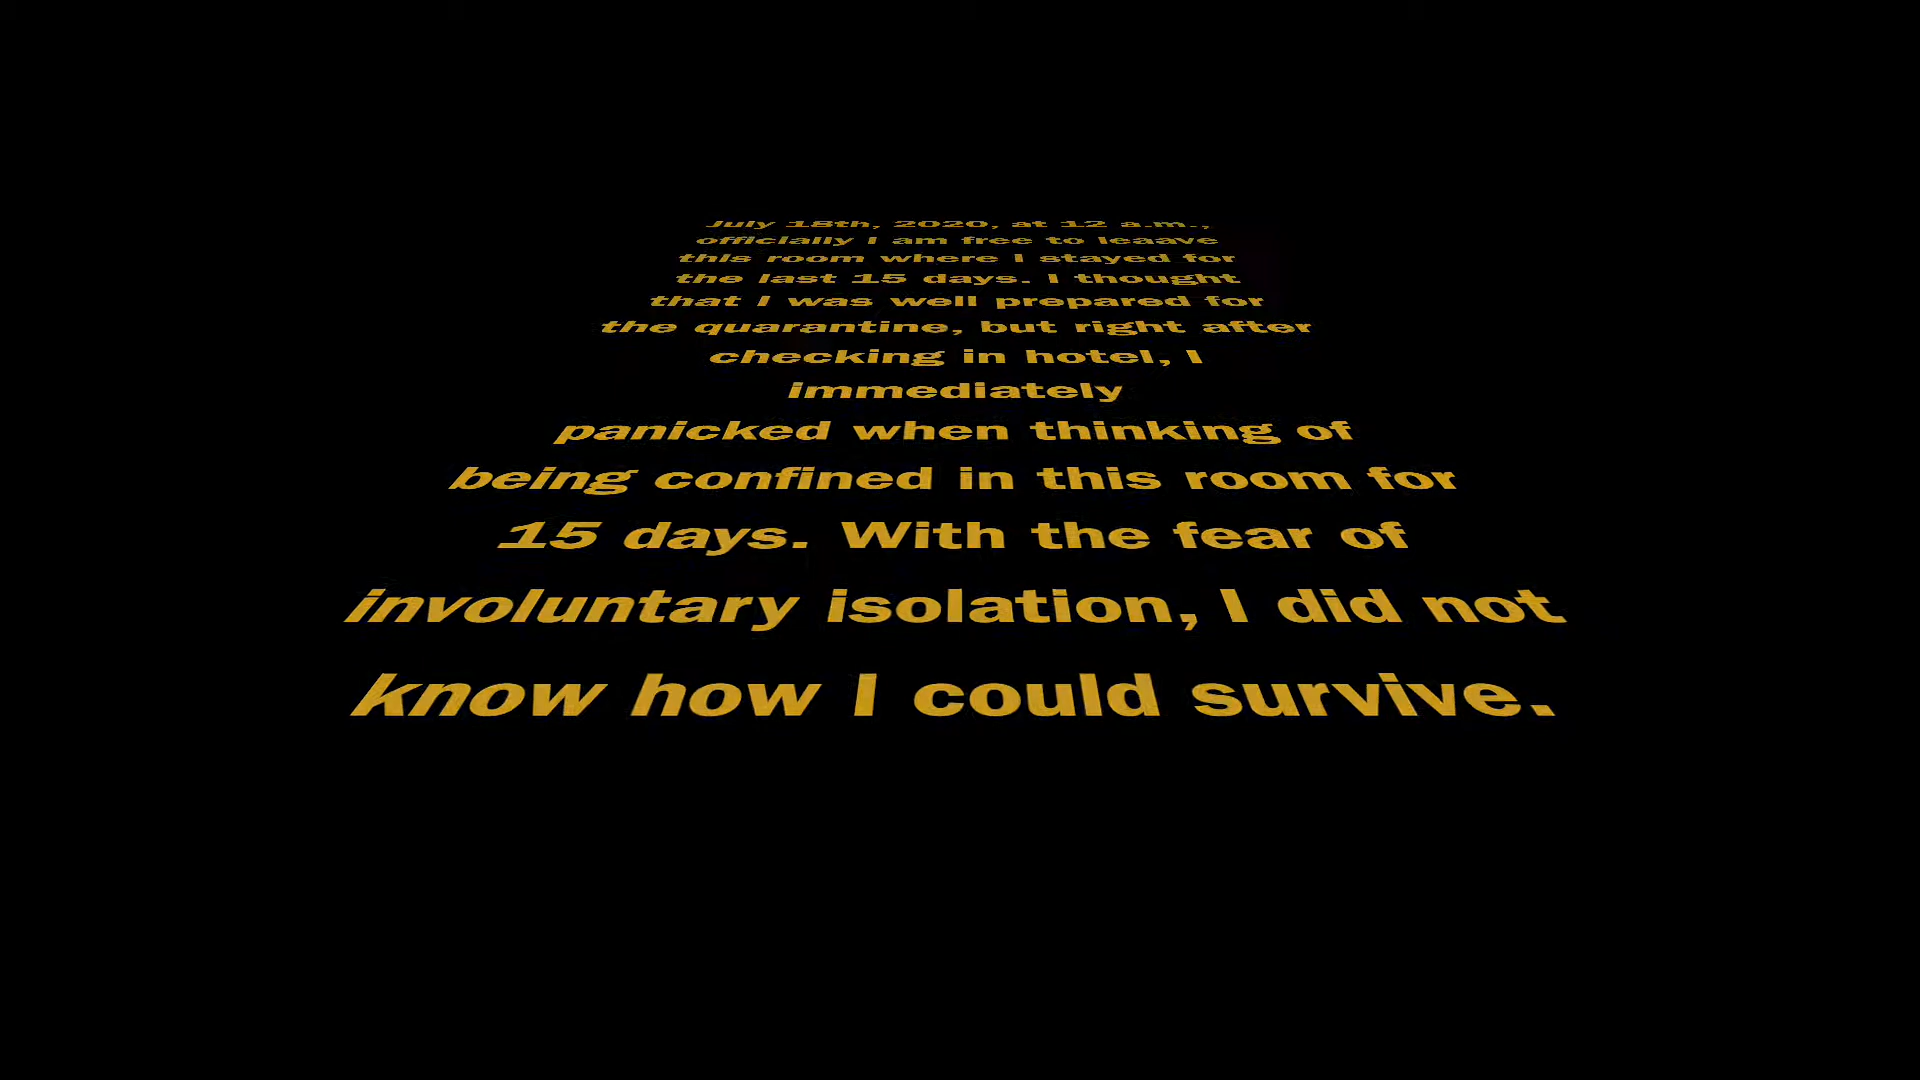 July 18th, 2020, at 12 a.m.,
officially I am free to leaave
this room where I stayed for
the last 15 days. I thought
that I was well prepared for
the quarantine, but right after
checking in hotel, I
immediately
panicked when thinking of
being confined in this room for
15 days. With the fear of
involuntary isolation, I did not
know how I could survive.